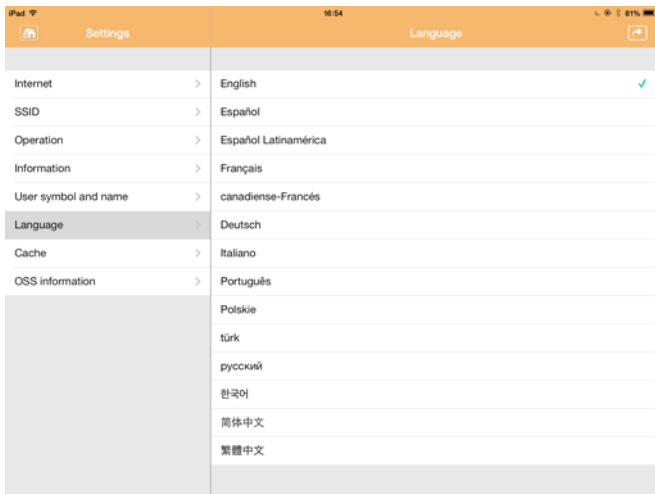 iPad 16:54 81%
Settings
Language
Internet
SSID
Operation
Information
User symbol and name
Language
Cache
OSS information
English
Español
Español Latinamérica
Français
canadiense-Francés
Deutsch
Italiano
Português
Polskie
türk
русский
한국어
简体中文
繁體中文